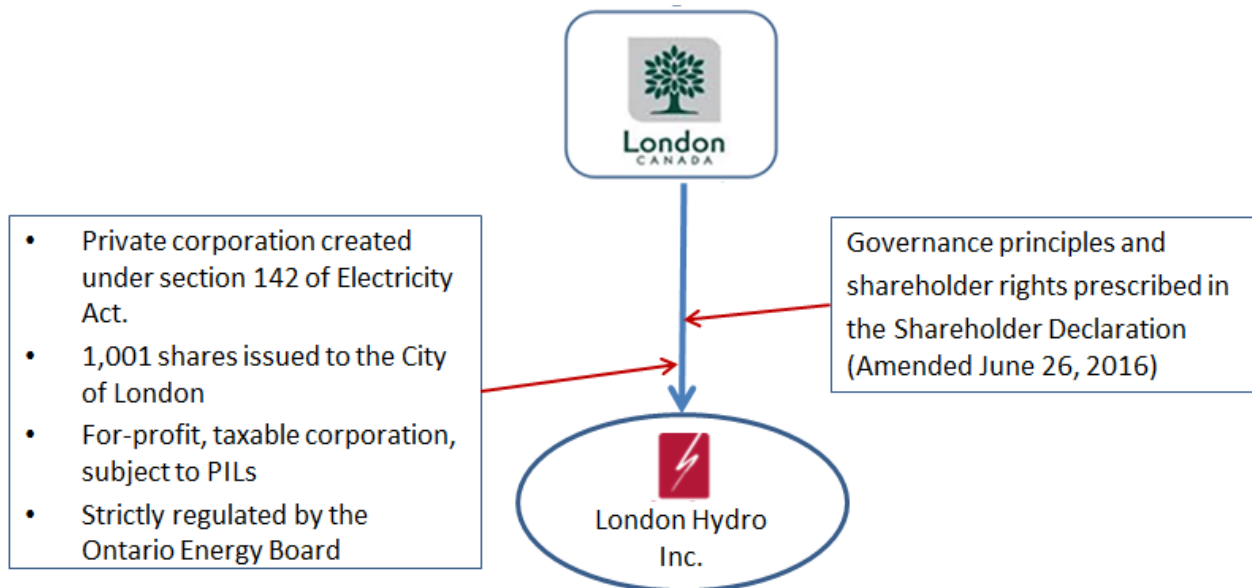 London
CANADA
• Private corporation created
under section 142 of Electricity
Act.
• 1,001 shares issued to the City
of London
• For-profit, taxable corporation,
subject to PILs
• Strictly regulated by the
Ontario Energy Board
Governance principles and
shareholder rights prescribed in
the Shareholder Declaration
(Amended June 26, 2016)
London Hydro
Inc.